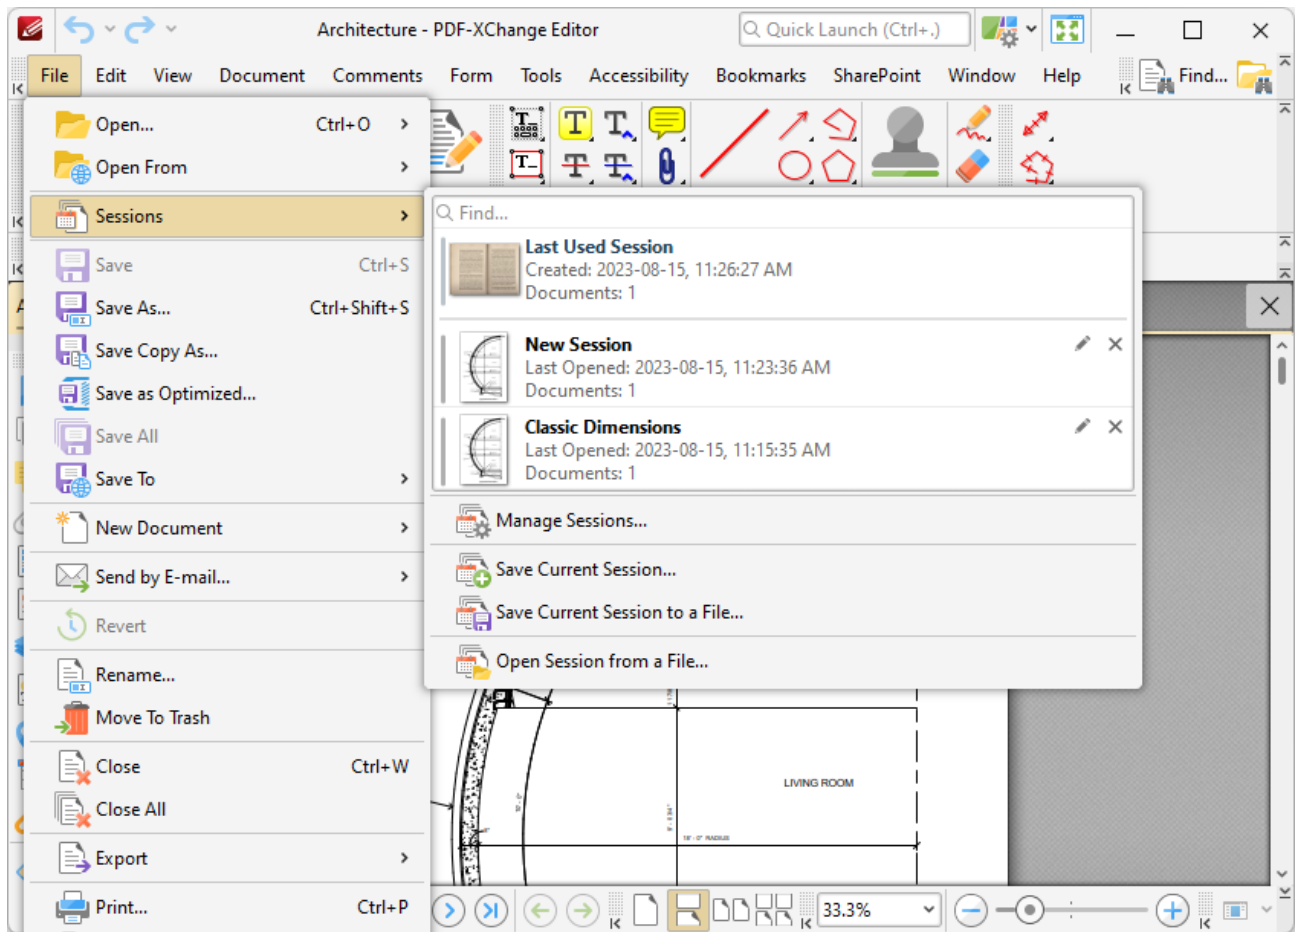 Architecture - PDF-XChange Editor
Quick Launch (Ctrl+.)
File Edit View Document Comments Form Tools Accessibility Bookmarks SharePoint Window Help Find...
Open... Ctrl+O
Open From
Sessions
Save Ctrl+S
Save As... Ctrl+Shift+S
Save Copy As...
Save as Optimized...
Save All
Save To
New Document
Send by E-mail...
Revert
Rename...
Move To Trash
Close Ctrl+W
Close All
Export
Print... Ctrl+P
Find...
Last Used Session
Created: 2023-08-15, 11:26:27 AM
Documents: 1
New Session
Last Opened: 2023-08-15, 11:23:36 AM
Documents: 1
Classic Dimensions
Last Opened: 2023-08-15, 11:15:35 AM
Documents: 1
Manage Sessions...
Save Current Session...
Save Current Session to a File...
Open Session from a File...
LIVING ROOM
18' - 0" RADIUS
33.3%